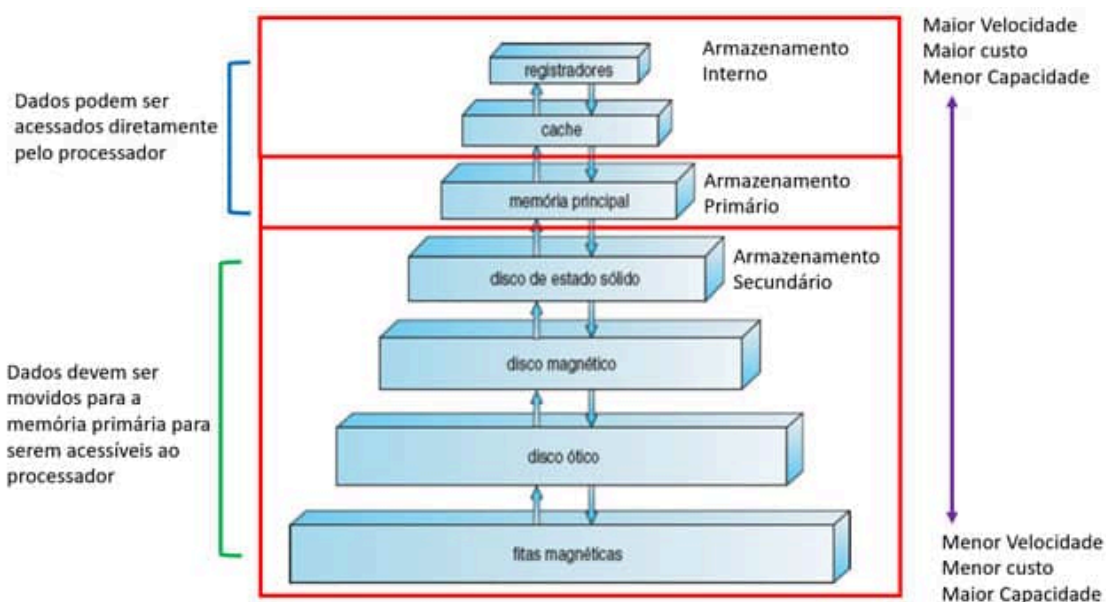 Maior Velocidade
Maior custo
Menor Capacidade
Armazenamento
Interno
registradores
Dados podem ser
acessados diretamente
pelo processador
cache
Armazenamento
Primário
memória principal
Armazenamento
Secundário
disco de estado sólido
disco magnético
Dados devem ser
movidos para a
memória primária para
serem acessíveis ao
processador
disco ótico
fitas magnéticas
Menor Velocidade
Menor custo
Maior Capacidade